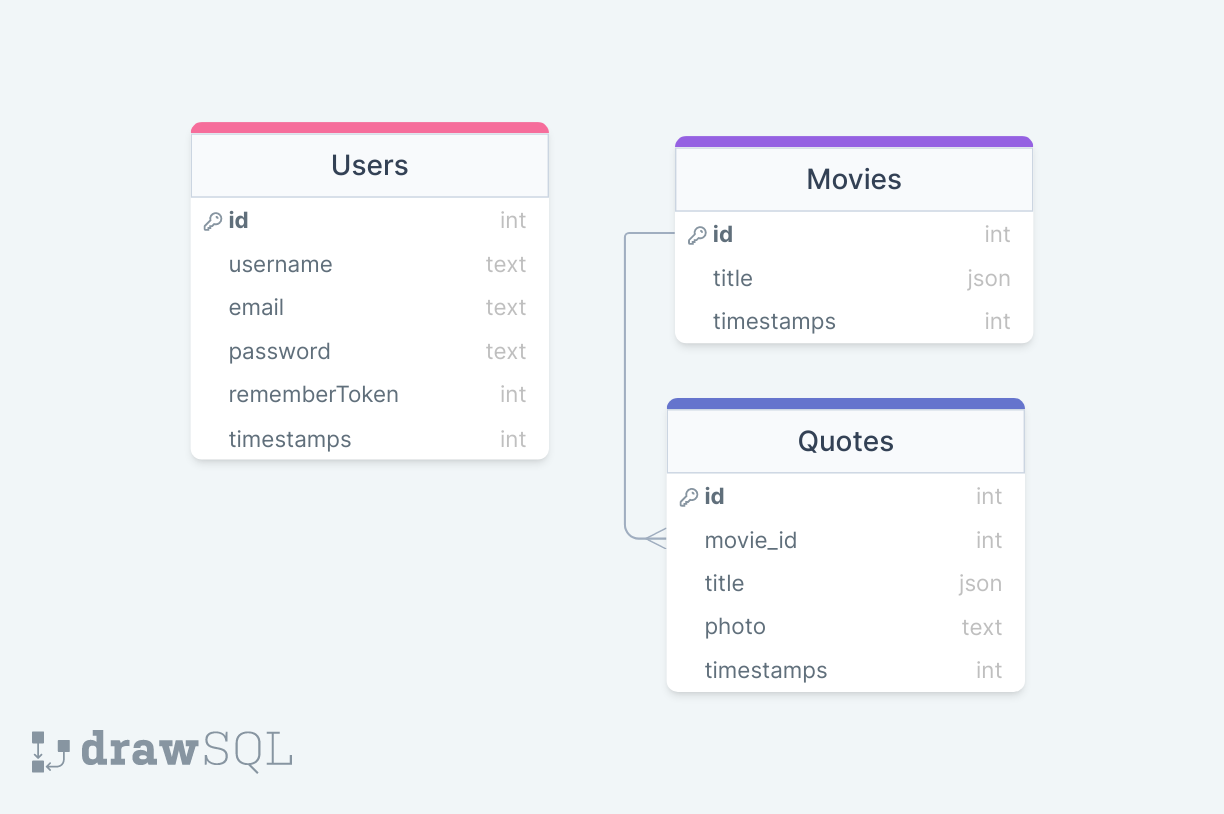 Users
id int
username text
email text
password text
rememberToken int
timestamps int
Movies
id int
title json
timestamps int
Quotes
id int
movie_id int
title json
photo text
timestamps int
drawSQL